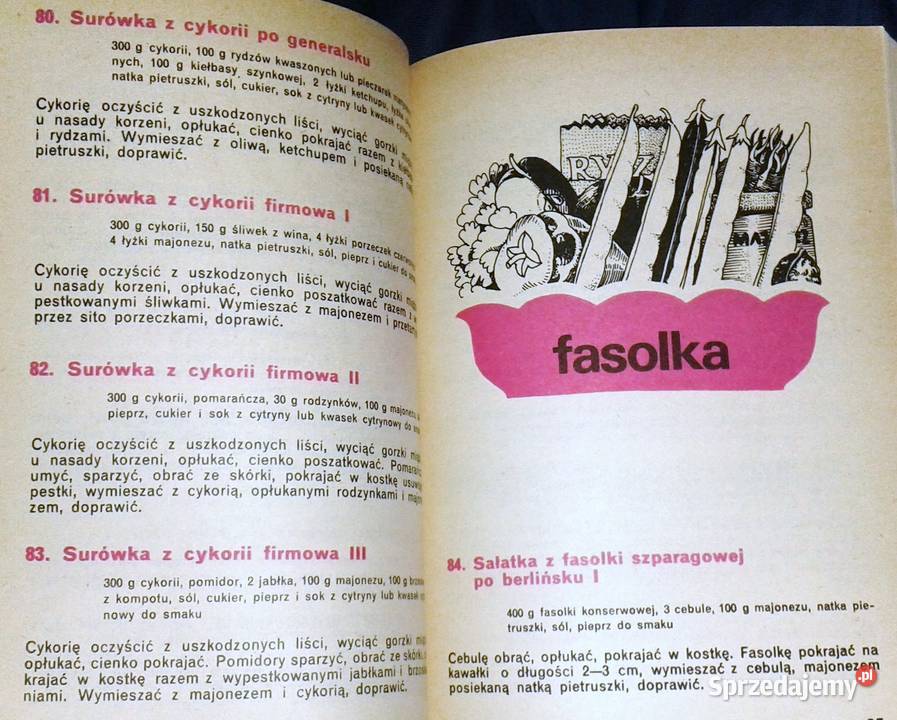 80. Surówka z cykorii po generalsku
300 g cykorii, 100 g rydzów kwaszonych lub pieczarek
nych, 100 g kiełbasy szynkowej, 2 łyżki ketchupu,
natka pietruszki, sól, cukier, sok z cytryny lub kwasek
Cykorię oczyścić z uszkodzonych liści, wyciąć gorzki
u nasady korzeni, opłukać, cienko pokrajać razem z
i rydzami. Wymieszać z oliwą, ketchupem i posiekaną
pietruszki, doprawić.
81. Surówka z cykorii firmowa I
300 g cykorii, 150 g śliwek z wina, 4 łyżki porzeczek
4 łyżki majonezu, natka pietruszki, sól, pieprz i cukier do
Cykorię oczyścić z uszkodzonych liści, wyciąć gorzki
u nasady korzeni, opłukać, cienko poszatkować razem z
pestkowanymi śliwkami. Wymieszać z majonezem i
przez sito porzeczkami, doprawić.
82. Surówka z cykorii firmowa II
300 g cykorii, pomarańcza, 30 g rodzynków, 100 g majonezu
pieprz, cukier i sok z cytryny lub kwasek cytrynowy do
Cykorię oczyścić z uszkodzonych liści, wyciąć gorzki
u nasady korzeni, opłukać, cienko poszatkować.
umyć, sparzyć, obrać ze skórki, pokrajać w kostkę
pestki, wymieszać z cykorią, opłukanymi rodzynkami i
zem, doprawić.
83. Surówka z cykorii firmowa III
300 g cykorii, pomidor, 2 jabłka, 100 g majonezu, 100 g
z kompotu, sól, cukier, pieprz i sok z cytryny lub kwasek
nowy do smaku
Cykorię oczyścić z uszkodzonych liści, wyciąć gorzki
opłukać, cienko pokrajać. Pomidory sparzyć, obrać ze skórki,
krajać w kostkę razem z wypestkowanymi jabłkami i
niami. Wymieszać z majonezem i cykorią, doprawić.
RYŻ
fasolka
84. Sałatka z fasolki szparagowej
po berlińsku I
400 g fasolki konserwowej, 3 cebule, 100 g majonezu, natka pie-
truszki, sól, pieprz do smaku
Cebulę obrać, opłukać, pokrajać w kostkę. Fasolkę pokrajać na
kawałki o długości 2—3 cm, wymieszać z cebulą, majonezem
posiekaną natką pietruszki, doprawić.
Sprzedajemy.pl